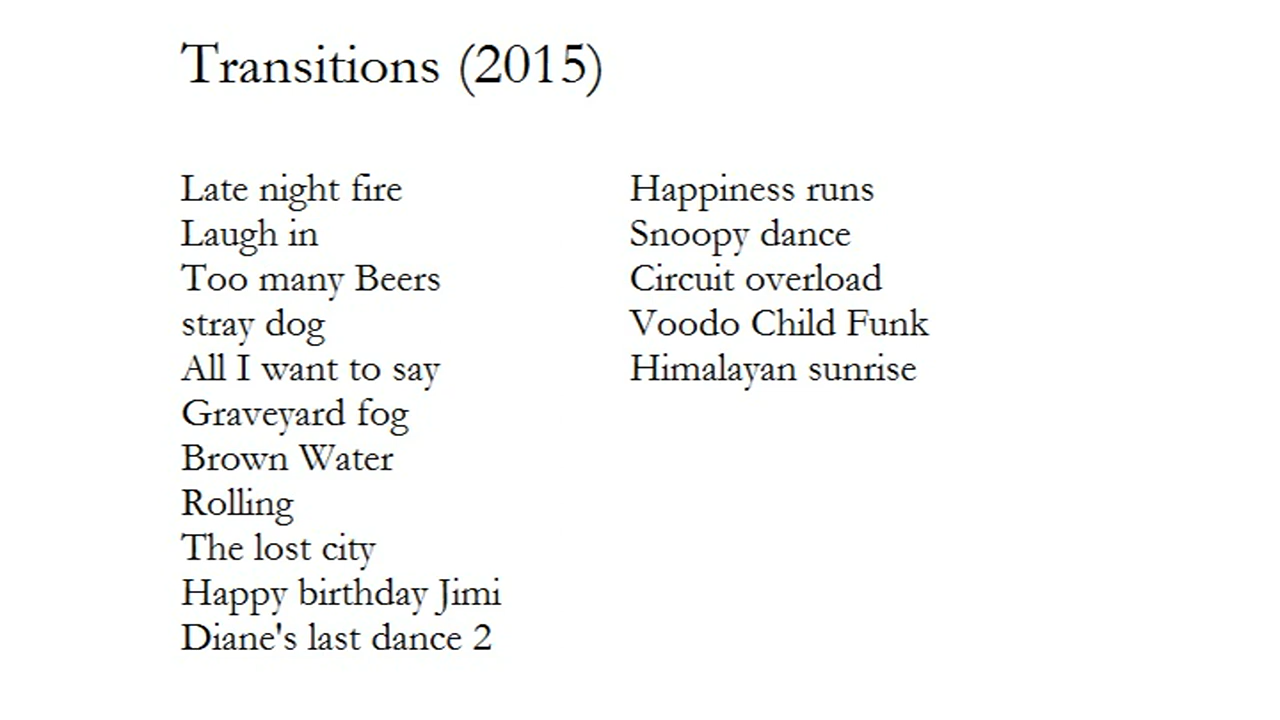 Transitions (2015)
Late night fire
Laugh in
Too many Beers
stray dog
All I want to say
Graveyard fog
Brown Water
Rolling
The lost city
Happy birthday Jimi
Diane's last dance 2
Happiness runs
Snoopy dance
Circuit overload
Voodo Child Funk
Himalayan sunrise